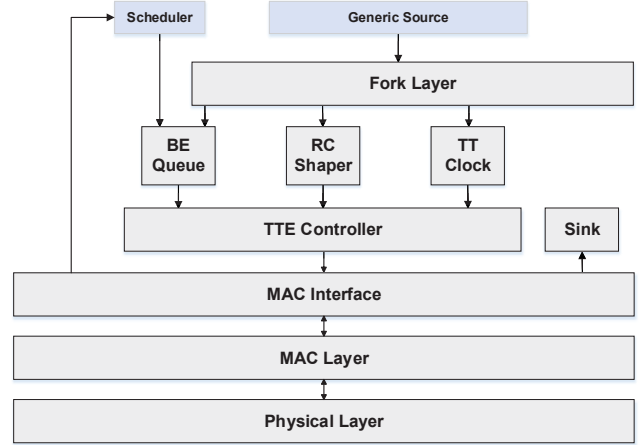 Scheduler
Generic Source
Fork Layer
BE
Queue
RC
Shaper
TT
Clock
TTE Controller
Sink
MAC Interface
MAC Layer
Physical Layer